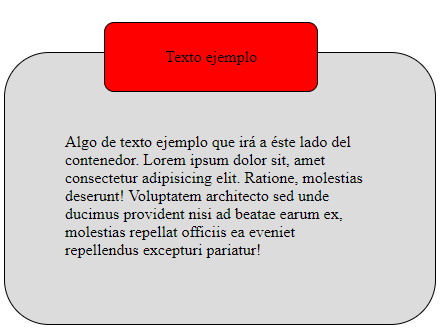 Texto ejemplo
Algo de texto ejemplo que irá a éste lado del
contenedor. Lorem ipsum dolor sit, amet
consectetur adipisicing elit. Ratione, molestias
deserunt! Voluptatem architecto sed unde
ducimus provident nisi ad beatae earum ex,
molestias repellat officiis ea eveniet
repellendus excepturi pariatur!